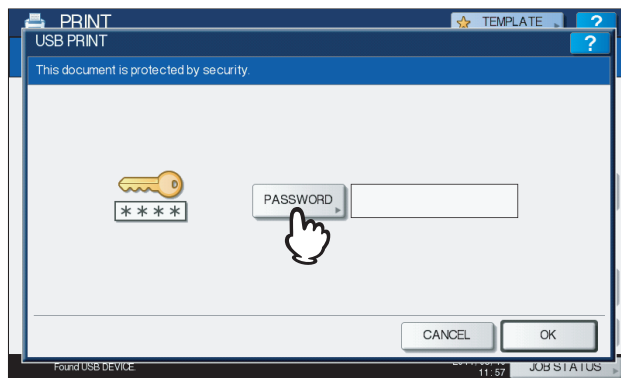 PRINT
TEMPLATE
?
USB PRINT
?
This document is protected by security.
* * * *
PASSWORD
CANCEL
OK
Found USB DEVICE.
11:57
JOB STATUS